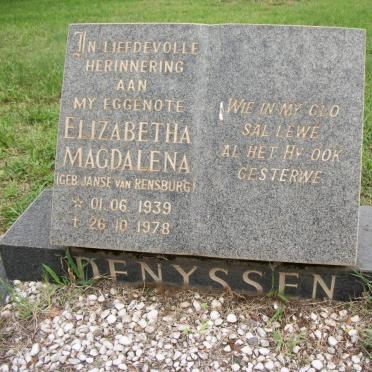 IN LIEFDEVOLLE
HERINNERING
AAN
MY EGGENOTE
ELIZABETHA
MAGDALENA
(GEB. JANSE VAN RENSBURG)
☆ 01. 06. 1939
✝ 26. 10. 1978
WIE IN MY GLO
SAL LEWE
AL HET HY OOK
GESTERWE
DENYSSEN